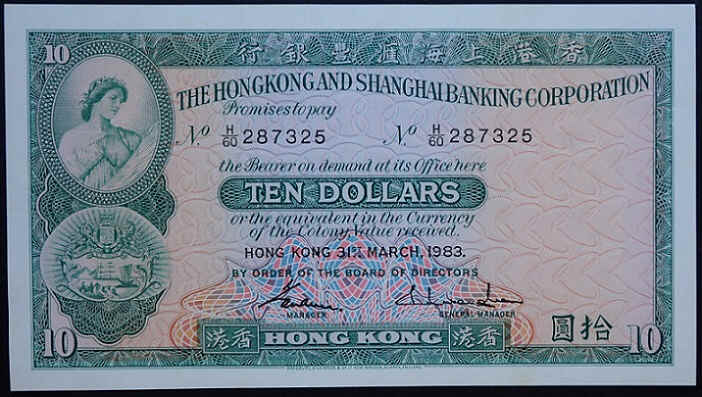 10
行銀豐滙海上港香
THE HONGKONG AND SHANGHAI BANKING CORPORATION
Promises to pay
No H/60 287325 No H/60 287325
the Bearer on demand at its Office here
TEN DOLLARS
or the equivalent in the Currency
of the Colony Value received.
HONG KONG 31ST MARCH, 1983.
BY ORDER OF THE BOARD OF DIRECTORS
MANAGER GENERAL MANAGER
10 港香 HONG KONG 港香 圓拾 10